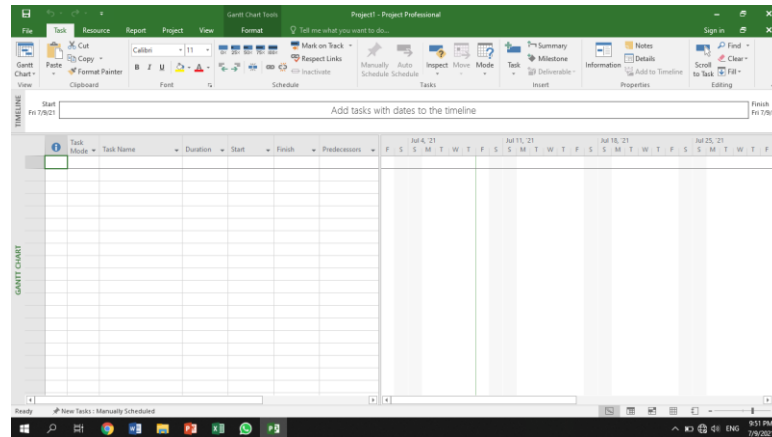 Gantt Chart Tools
Project1 - Project Professional
File Task Resource Report Project View Format Tell me what you want to do... Sign in
Gantt Chart
Paste
Cut
Copy
Format Painter
Calibri 11
B I U A
Mark on Track
Respect Links
Inactivate
Manually Schedule
Auto Schedule
Inspect
Move
Mode
Task
Summary
Milestone
Deliverable
Information
Notes
Details
Add to Timeline
Scroll to Task
Find
Clear
Fill
View Clipboard Font Schedule Tasks Insert Properties Editing
TIMELINE
Start
Fri 7/9/21
Add tasks with dates to the timeline
Finish
Fri 7/9/
Task Mode Task Name Duration Start Finish Predecessors
Jul 4, '21 Jul 11, '21 Jul 18, '21 Jul 25, '21
F S S M T W T F S S M T W T F S S M T W T F S S M T W T F
GANTT CHART
Ready New Tasks : Manually Scheduled
ENG
9:51 PM
7/9/202